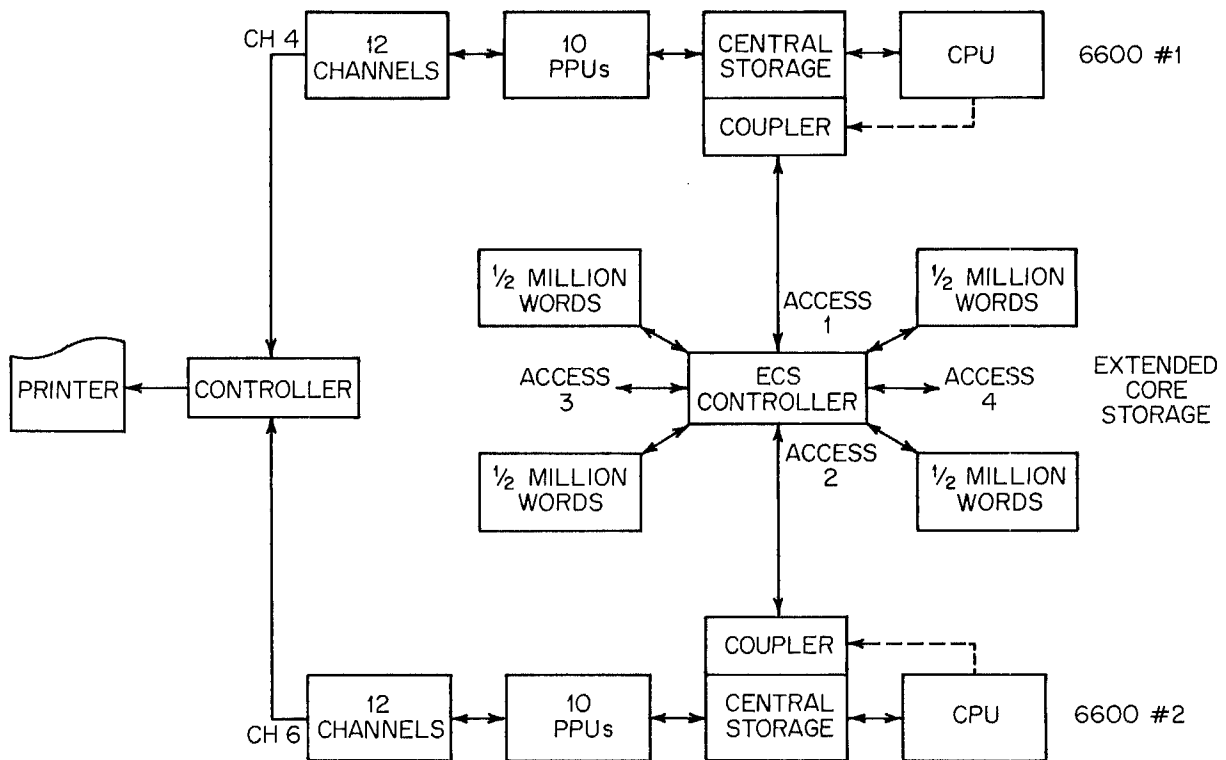 CH 4
12
CHANNELS
10
PPUs
CENTRAL
STORAGE
CPU
6600 #1
COUPLER
½ MILLION
WORDS
ACCESS
1
½ MILLION
WORDS
PRINTER
CONTROLLER
ACCESS
3
ECS
CONTROLLER
ACCESS
4
EXTENDED
CORE
STORAGE
½ MILLION
WORDS
ACCESS
2
½ MILLION
WORDS
COUPLER
CH 6
12
CHANNELS
10
PPUs
CENTRAL
STORAGE
CPU
6600 #2